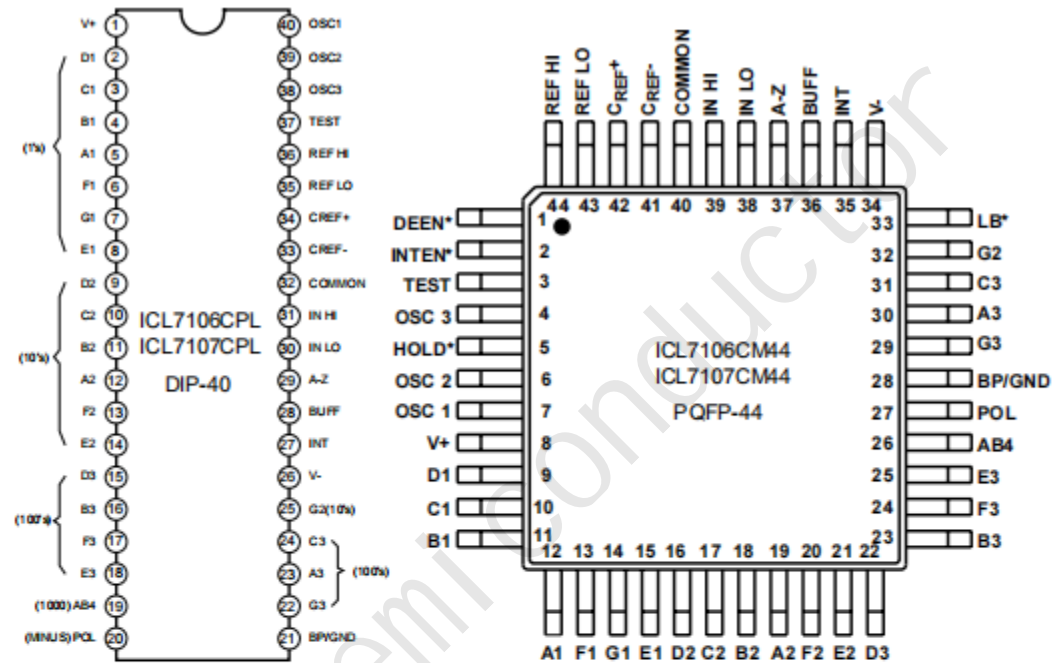 V+ 1 40 OSC1
D1 2 39 OSC2
C1 3 38 OSC3
B1 4 37 TEST
(1's)
A1 5 36 REF HI
F1 6 35 REF LO
G1 7 34 CREF+
E1 8 33 CREF-
D2 9 32 COMMON
C2 10 31 IN HI
ICL7106CPL
B2 11 30 IN LO
ICL7107CPL
(10's)
A2 12 29 A-Z
DIP-40
F2 13 28 BUFF
E2 14 27 INT
D3 15 26 V-
B3 16 25 G2(10's)
(100's)
F3 17 24 C3
E3 18 23 A3 (100's)
(1000) AB4 19 22 G3
(MINUS) POL 20 21 BP/GND
REF HI
REF LO
CREF+
CREF-
COMMON
IN HI
IN LO
A-Z
BUFF
INT
V-
44 43 42 41 40 39 38 37 36 35 34
DEEN* 1 33 LB*
INTEN* 2 32 G2
TEST 3 31 C3
OSC 3 4 30 A3
HOLD* 5 29 G3
ICL7106CM44
ICL7107CM44
OSC 2 6 28 BP/GND
OSC 1 7 27 POL
PQFP-44
V+ 8 26 AB4
D1 9 25 E3
C1 10 24 F3
B1 11 23 B3
12 13 14 15 16 17 18 19 20 21 22
A1 F1 G1 E1 D2 C2 B2 A2 F2 E2 D3
emi conductor